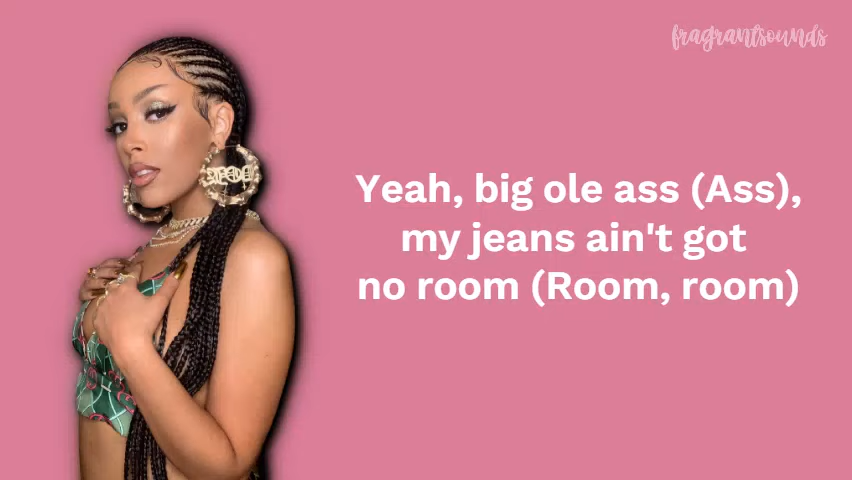 fragrantsounds
Yeah, big ole ass (Ass),
my jeans ain't got
no room (Room, room)